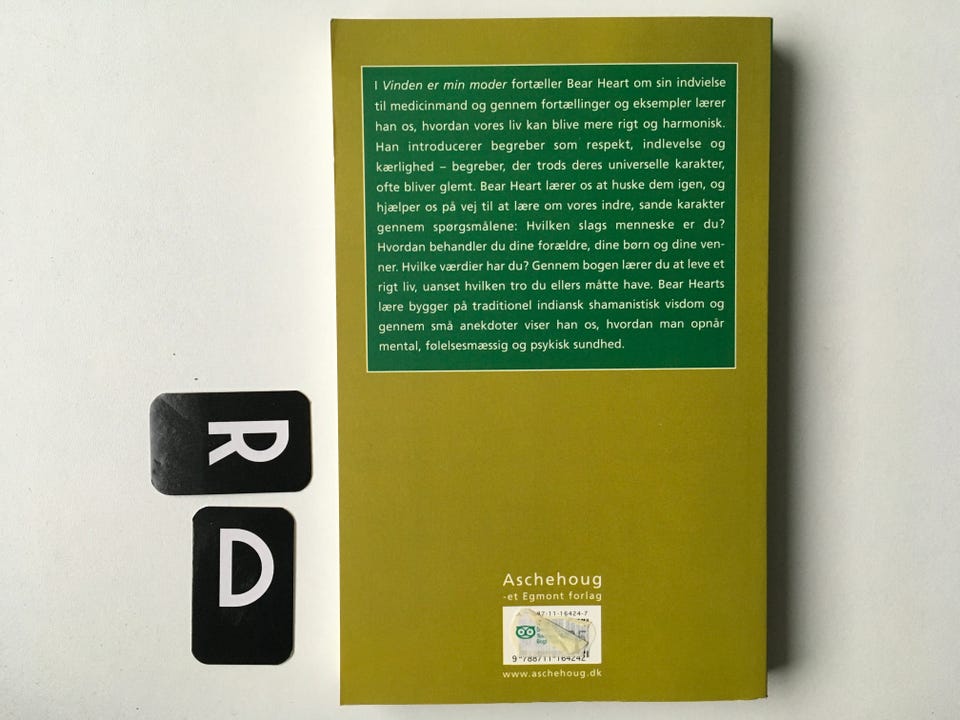 I Vinden er min moder fortæller Bear Heart om sin indvielse
til medicinmand og gennem fortællinger og eksempler lærer
han os, hvordan vores liv kan blive mere rigt og harmonisk.
Han introducerer begreber som respekt, indlevelse og
kærlighed – begreber, der trods deres universelle karakter,
ofte bliver glemt. Bear Heart lærer os at huske dem igen, og
hjælper os på vej til at lære om vores indre, sande karakter
gennem spørgsmålene: Hvilken slags menneske er du?
Hvordan behandler du dine forældre, dine børn og dine ven-
ner. Hvilke værdier har du? Gennem bogen lærer du at leve et
rigt liv, uanset hvilken tro du ellers måtte have. Bear Hearts
lære bygger på traditionel indiansk shamanistisk visdom og
gennem små anekdoter viser han os, hvordan man opnår
mental, følelsesmæssig og psykisk sundhed.
R
D
Aschehoug
-et Egmont forlag
87-11-16424-7
9 788711 164242
www.aschehoug.dk